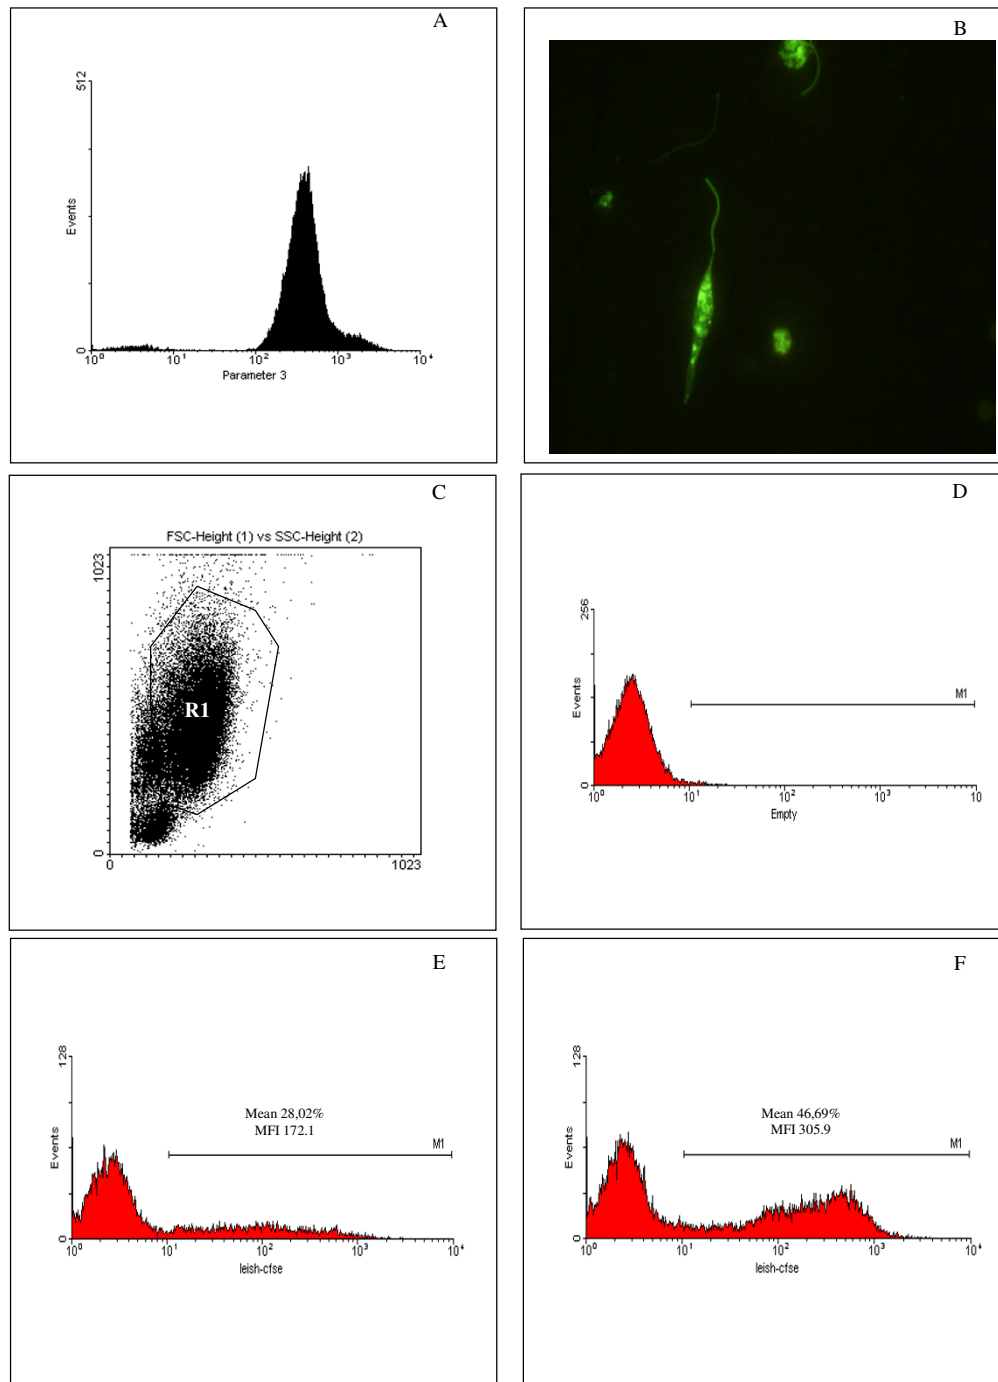 A
512
Events
0
10⁰ 10¹ 10² 10³ 10⁴
Parameter 3
B
C
FSC-Height (1) vs SSC-Height (2)
1023
R1
0
0 1023
D
256
Events
M1
0
10⁰ 10¹ 10² 10³ 10
Empty
E
128
Mean 28,02%
MFI 172.1
Events
M1
0
10⁰ 10¹ 10² 10³ 10⁴
leish-cfse
F
128
Mean 46,69%
MFI 305.9
Events
M1
0
10⁰ 10¹ 10² 10³ 10⁴
leish-cfse